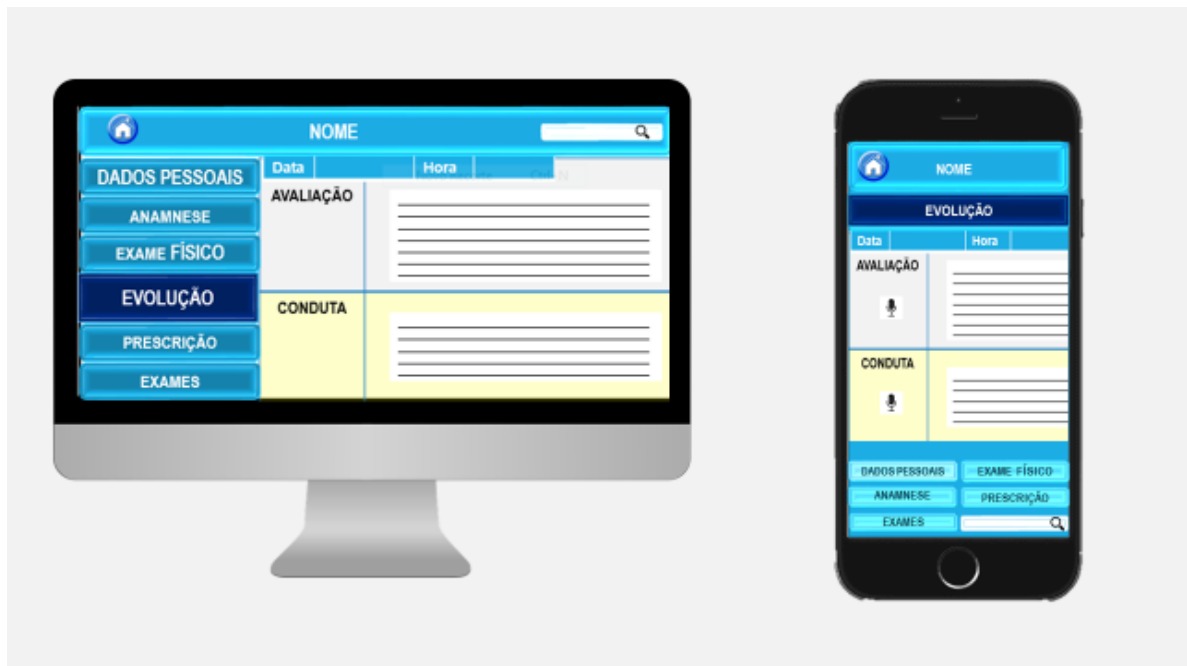 NOME
DADOS PESSOAIS
ANAMNESE
EXAME FÍSICO
EVOLUÇÃO
PRESCRIÇÃO
EXAMES
Data Hora
AVALIAÇÃO
CONDUTA
NOME
EVOLUÇÃO
Data Hora
AVALIAÇÃO
CONDUTA
DADOS PESSOAIS EXAME FÍSICO
ANAMNESE PRESCRIÇÃO
EXAMES